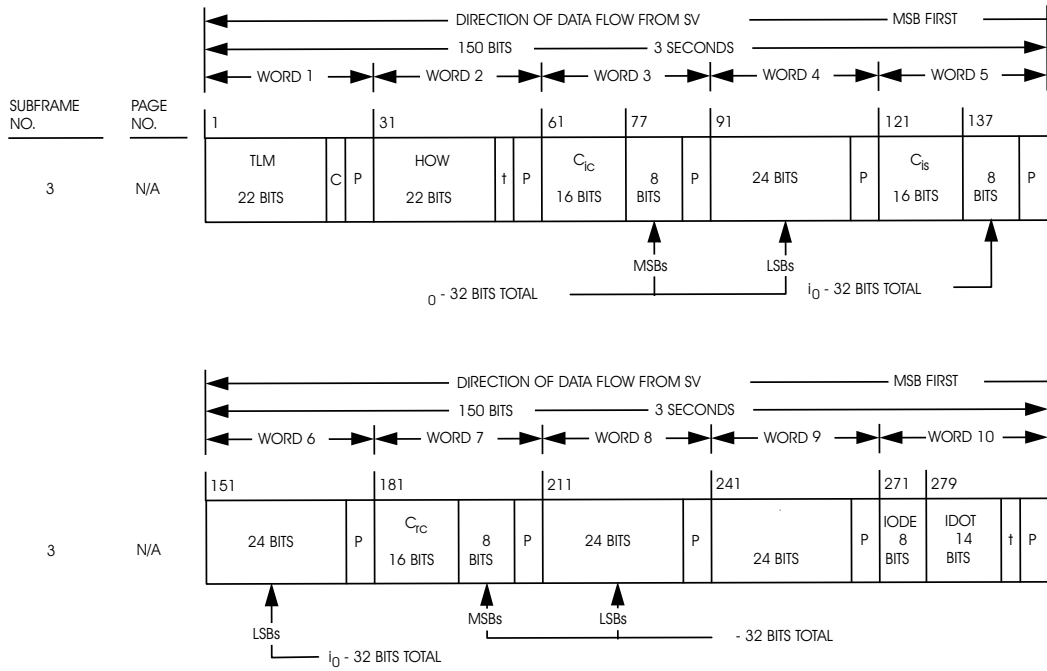 DIRECTION OF DATA FLOW FROM SV MSB FIRST
150 BITS 3 SECONDS
WORD 1 WORD 2 WORD 3 WORD 4 WORD 5
SUBFRAME NO. PAGE NO.
1 31 61 77 91 121 137
3 N/A
TLM 22 BITS C P
HOW 22 BITS t P
Cic 16 BITS 8 BITS P
24 BITS P
Cis 16 BITS 8 BITS P
MSBs LSBs
0 - 32 BITS TOTAL
i0 - 32 BITS TOTAL
DIRECTION OF DATA FLOW FROM SV MSB FIRST
150 BITS 3 SECONDS
WORD 6 WORD 7 WORD 8 WORD 9 WORD 10
151 181 211 241 271 279
3 N/A
24 BITS P
Crc 16 BITS 8 BITS P
24 BITS P
24 BITS P
IODE 8 BITS IDOT 14 BITS t P
LSBs MSBs LSBs
i0 - 32 BITS TOTAL
- 32 BITS TOTAL